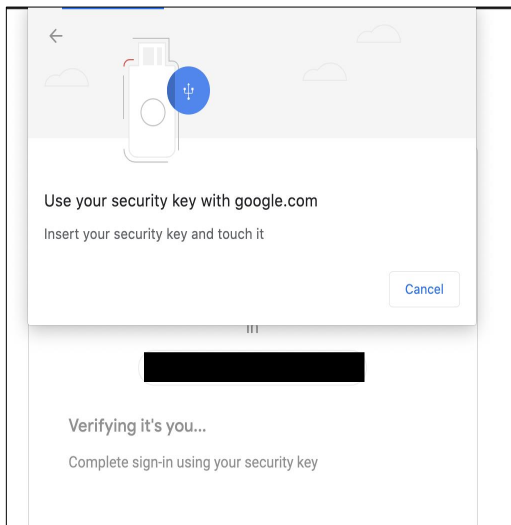 Use your security key with google.com
Insert your security key and touch it
Cancel
in
Verifying it's you...
Complete sign-in using your security key